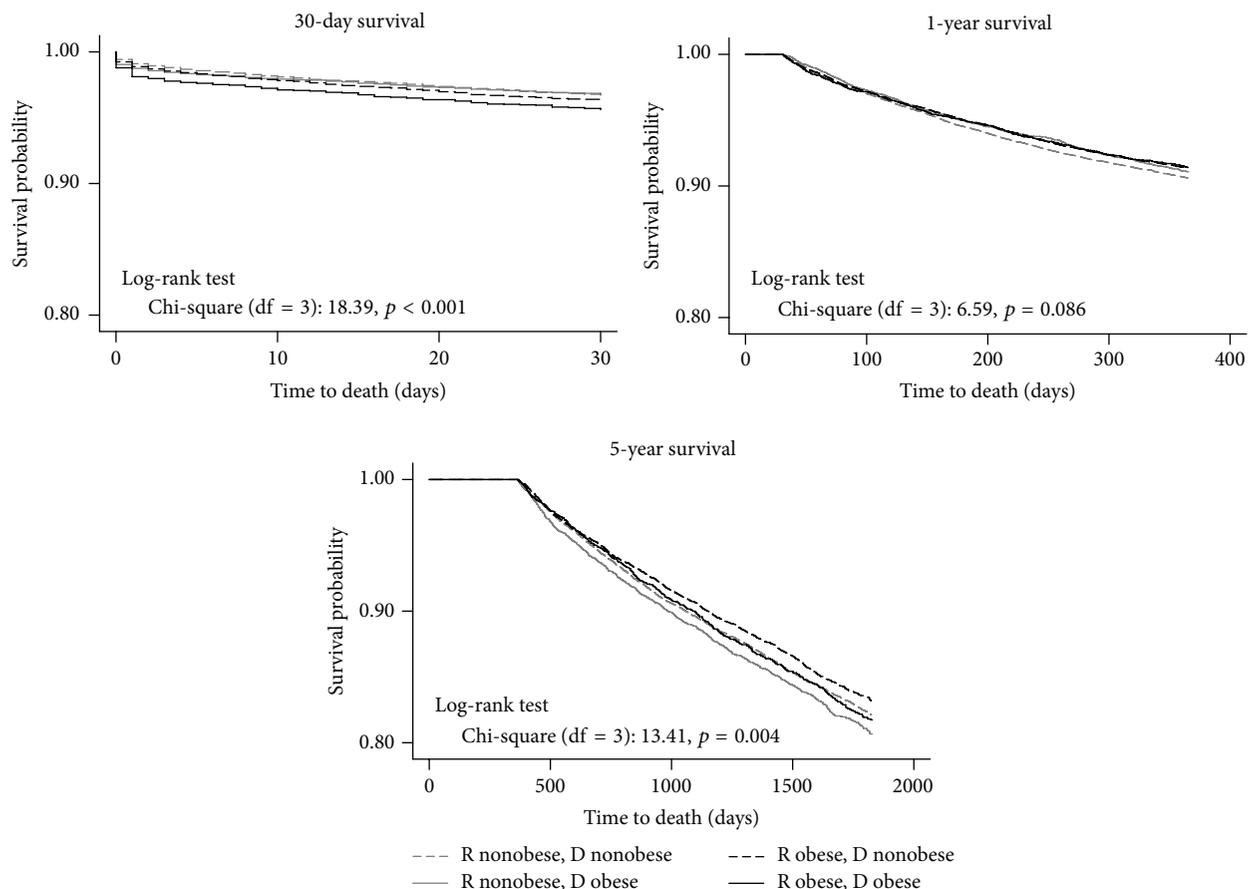 30-day survival
Survival probability
1.00
0.90
0.80
Log-rank test
Chi-square (df = 3): 18.39, p < 0.001
0 10 20 30
Time to death (days)
1-year survival
Survival probability
1.00
0.90
0.80
Log-rank test
Chi-square (df = 3): 6.59, p = 0.086
0 100 200 300 400
Time to death (days)
5-year survival
Survival probability
1.00
0.90
0.80
Log-rank test
Chi-square (df = 3): 13.41, p = 0.004
0 500 1000 1500 2000
Time to death (days)
R nonobese, D nonobese
R nonobese, D obese
R obese, D nonobese
R obese, D obese